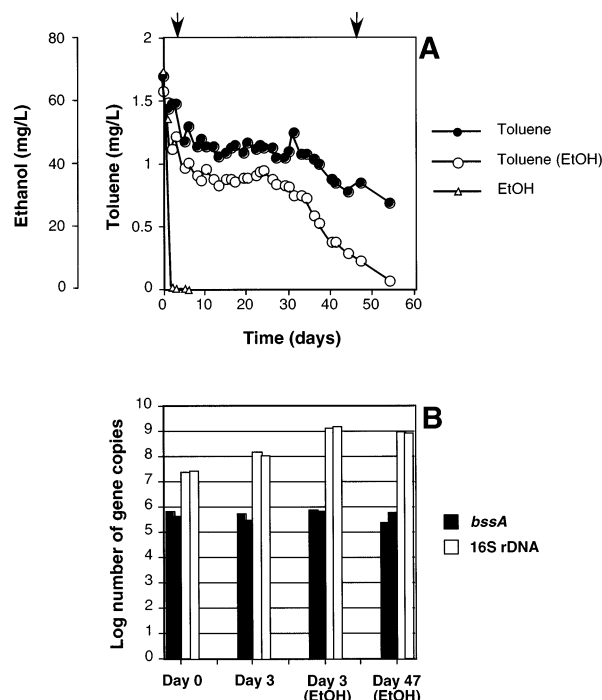 A
Ethanol (mg/L)
80
60
40
20
0
Toluene (mg/L)
2
1.5
1
0.5
0
0 10 20 30 40 50 60
Time (days)
Toluene
Toluene (EtOH)
EtOH
B
Log number of gene copies
10
9
8
7
6
5
4
3
2
1
0
Day 0 Day 3 Day 3 Day 47
(EtOH) (EtOH)
bssA
16S rDNA